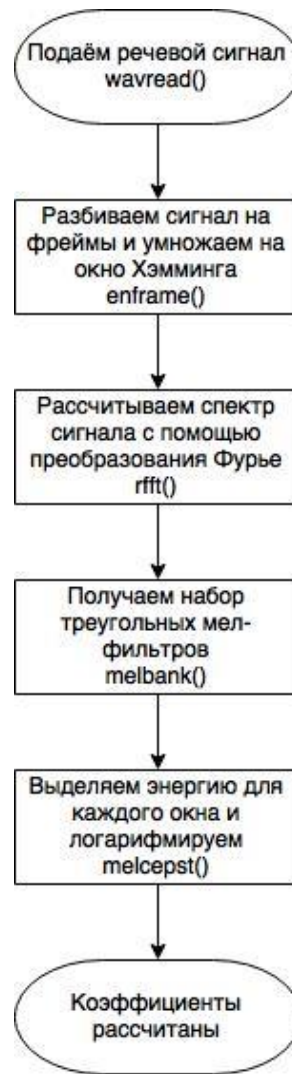 Подаём речевой сигнал
wavread()
Разбиваем сигнал на
фреймы и умножаем на
окно Хэмминга
enframe()
Рассчитываем спектр
сигнала с помощью
преобразования Фурье
rfft()
Получаем набор
треугольных мел-
фильтров
melbank()
Выделяем энергию для
каждого окна и
логарифмируем
melcepst()
Коэффициенты
рассчитаны